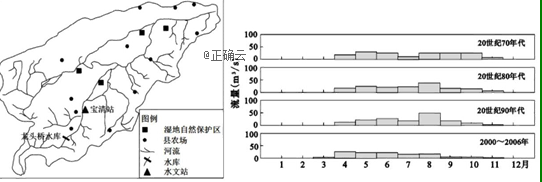 @正确云
宝清站
龙头桥水库
图例
湿地自然保护区
县农场
河流
水库
水文站
流量(m³/s)
100
50
0
20世纪70年代
100
50
0
20世纪80年代
100
50
0
20世纪90年代
100
50
0
2000～2006年
1 2 3 4 5 6 7 8 9 10 11 12月